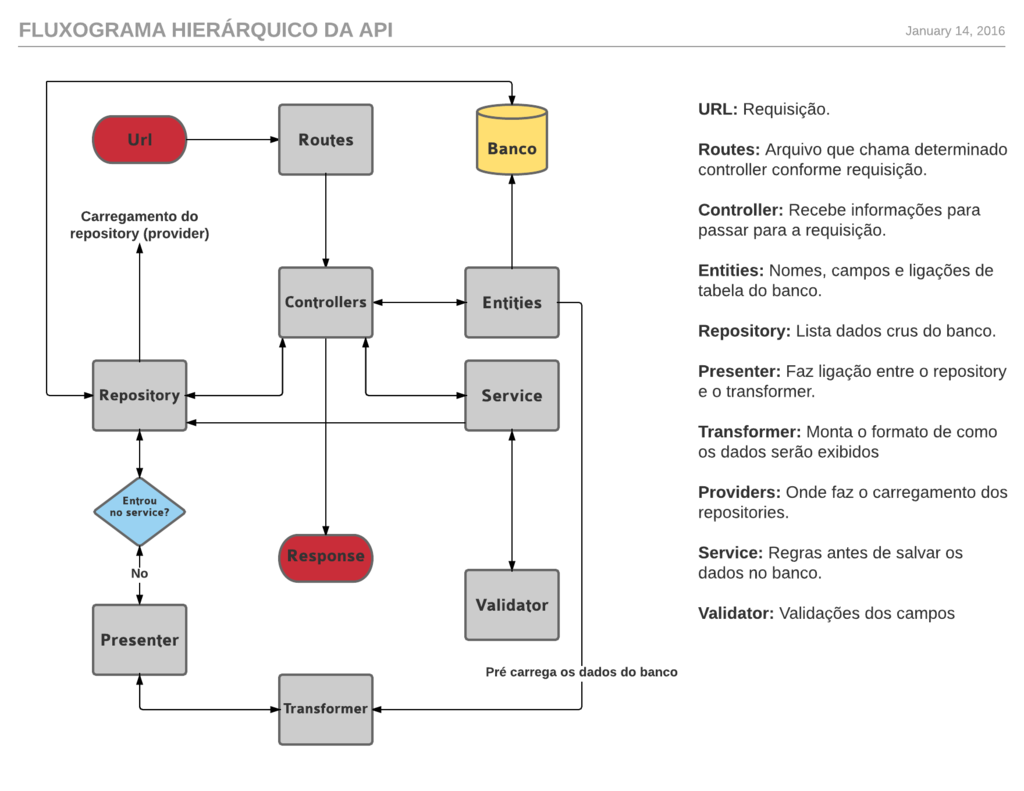 FLUXOGRAMA HIERÁRQUICO DA API
January 14, 2016
Url
Routes
Banco
Carregamento do
repository (provider)
Controllers
Entities
Repository
Service
Entrou
no service?
No
Response
Validator
Presenter
Pré carrega os dados do banco
Transformer
URL: Requisição.
Routes: Arquivo que chama determinado
controller conforme requisição.
Controller: Recebe informações para
passar para a requisição.
Entities: Nomes, campos e ligações de
tabela do banco.
Repository: Lista dados crus do banco.
Presenter: Faz ligação entre o repository
e o transformer.
Transformer: Monta o formato de como
os dados serão exibidos
Providers: Onde faz o carregamento dos
repositories.
Service: Regras antes de salvar os
dados no banco.
Validator: Validações dos campos